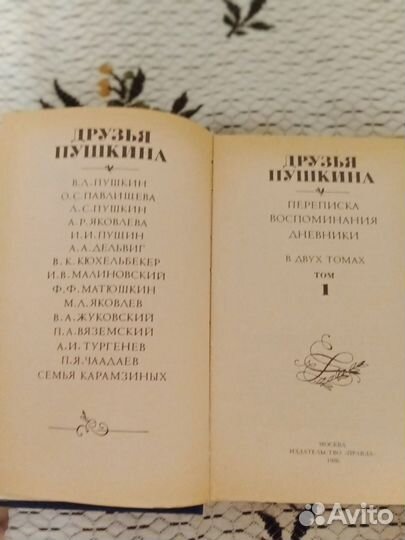 ДРУЗЬЯ
ПУШКИНА
В.Л.ПУШКИН
О.С.ПАВЛИЩЕВА
Л.С.ПУШКИН
А.Р.ЯКОВЛЕВА
И.И.ПУЩИН
А.А.ДЕЛЬВИГ
В.К.КЮХЕЛЬБЕКЕР
И.В.МАЛИНОВСКИЙ
Ф.Ф.МАТЮШКИН
М.Л.ЯКОВЛЕВ
В.А.ЖУКОВСКИЙ
П.А.ВЯЗЕМСКИЙ
А.И.ТУРГЕНЕВ
П.Я.ЧААДАЕВ
СЕМЬЯ КАРАМЗИНЫХ
ДРУЗЬЯ
ПУШКИНА
ПЕРЕПИСКА
ВОСПОМИНАНИЯ
ДНЕВНИКИ
В ДВУХ ТОМАХ
ТОМ
1
МОСКВА
ИЗДАТЕЛЬСТВО «ПРАВДА»
1986
Avito